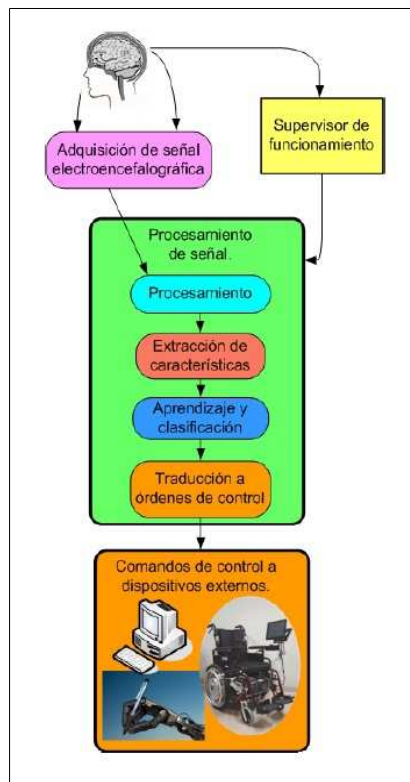 Adquisición de señal
electroencefalográfica
Supervisor de
funcionamiento
Procesamiento
de señal.
Procesamiento
Extracción de
características
Aprendizaje y
clasificación
Traducción a
órdenes de control
Comandos de control a
dispositivos externos.